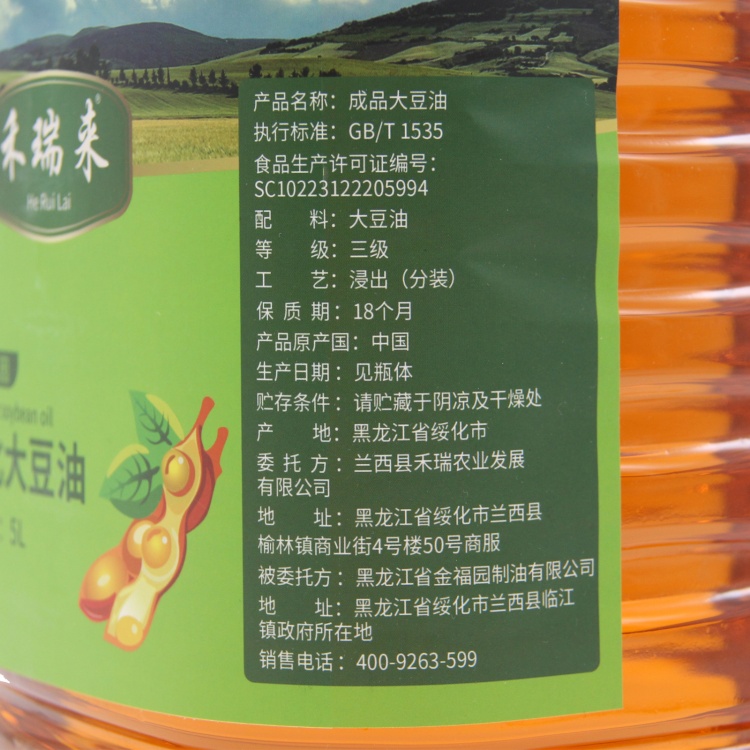 禾瑞来
He Rui Lai
soybean oil
大豆油
5L
产品名称：成品大豆油
执行标准：GB/T 1535
食品生产许可证编号：
SC10223122205994
配 料：大豆油
等 级：三级
工 艺：浸出（分装）
保 质 期：18个月
产品原产国：中国
生产日期：见瓶体
贮存条件：请贮藏于阴凉及干燥处
产 地：黑龙江省绥化市
委 托 方：兰西县禾瑞农业发展
有限公司
地 址：黑龙江省绥化市兰西县
榆林镇商业街4号楼50号商服
被委托方：黑龙江省金福园制油有限公司
地 址：黑龙江省绥化市兰西县临江
镇政府所在地
销售电话：400-9263-599